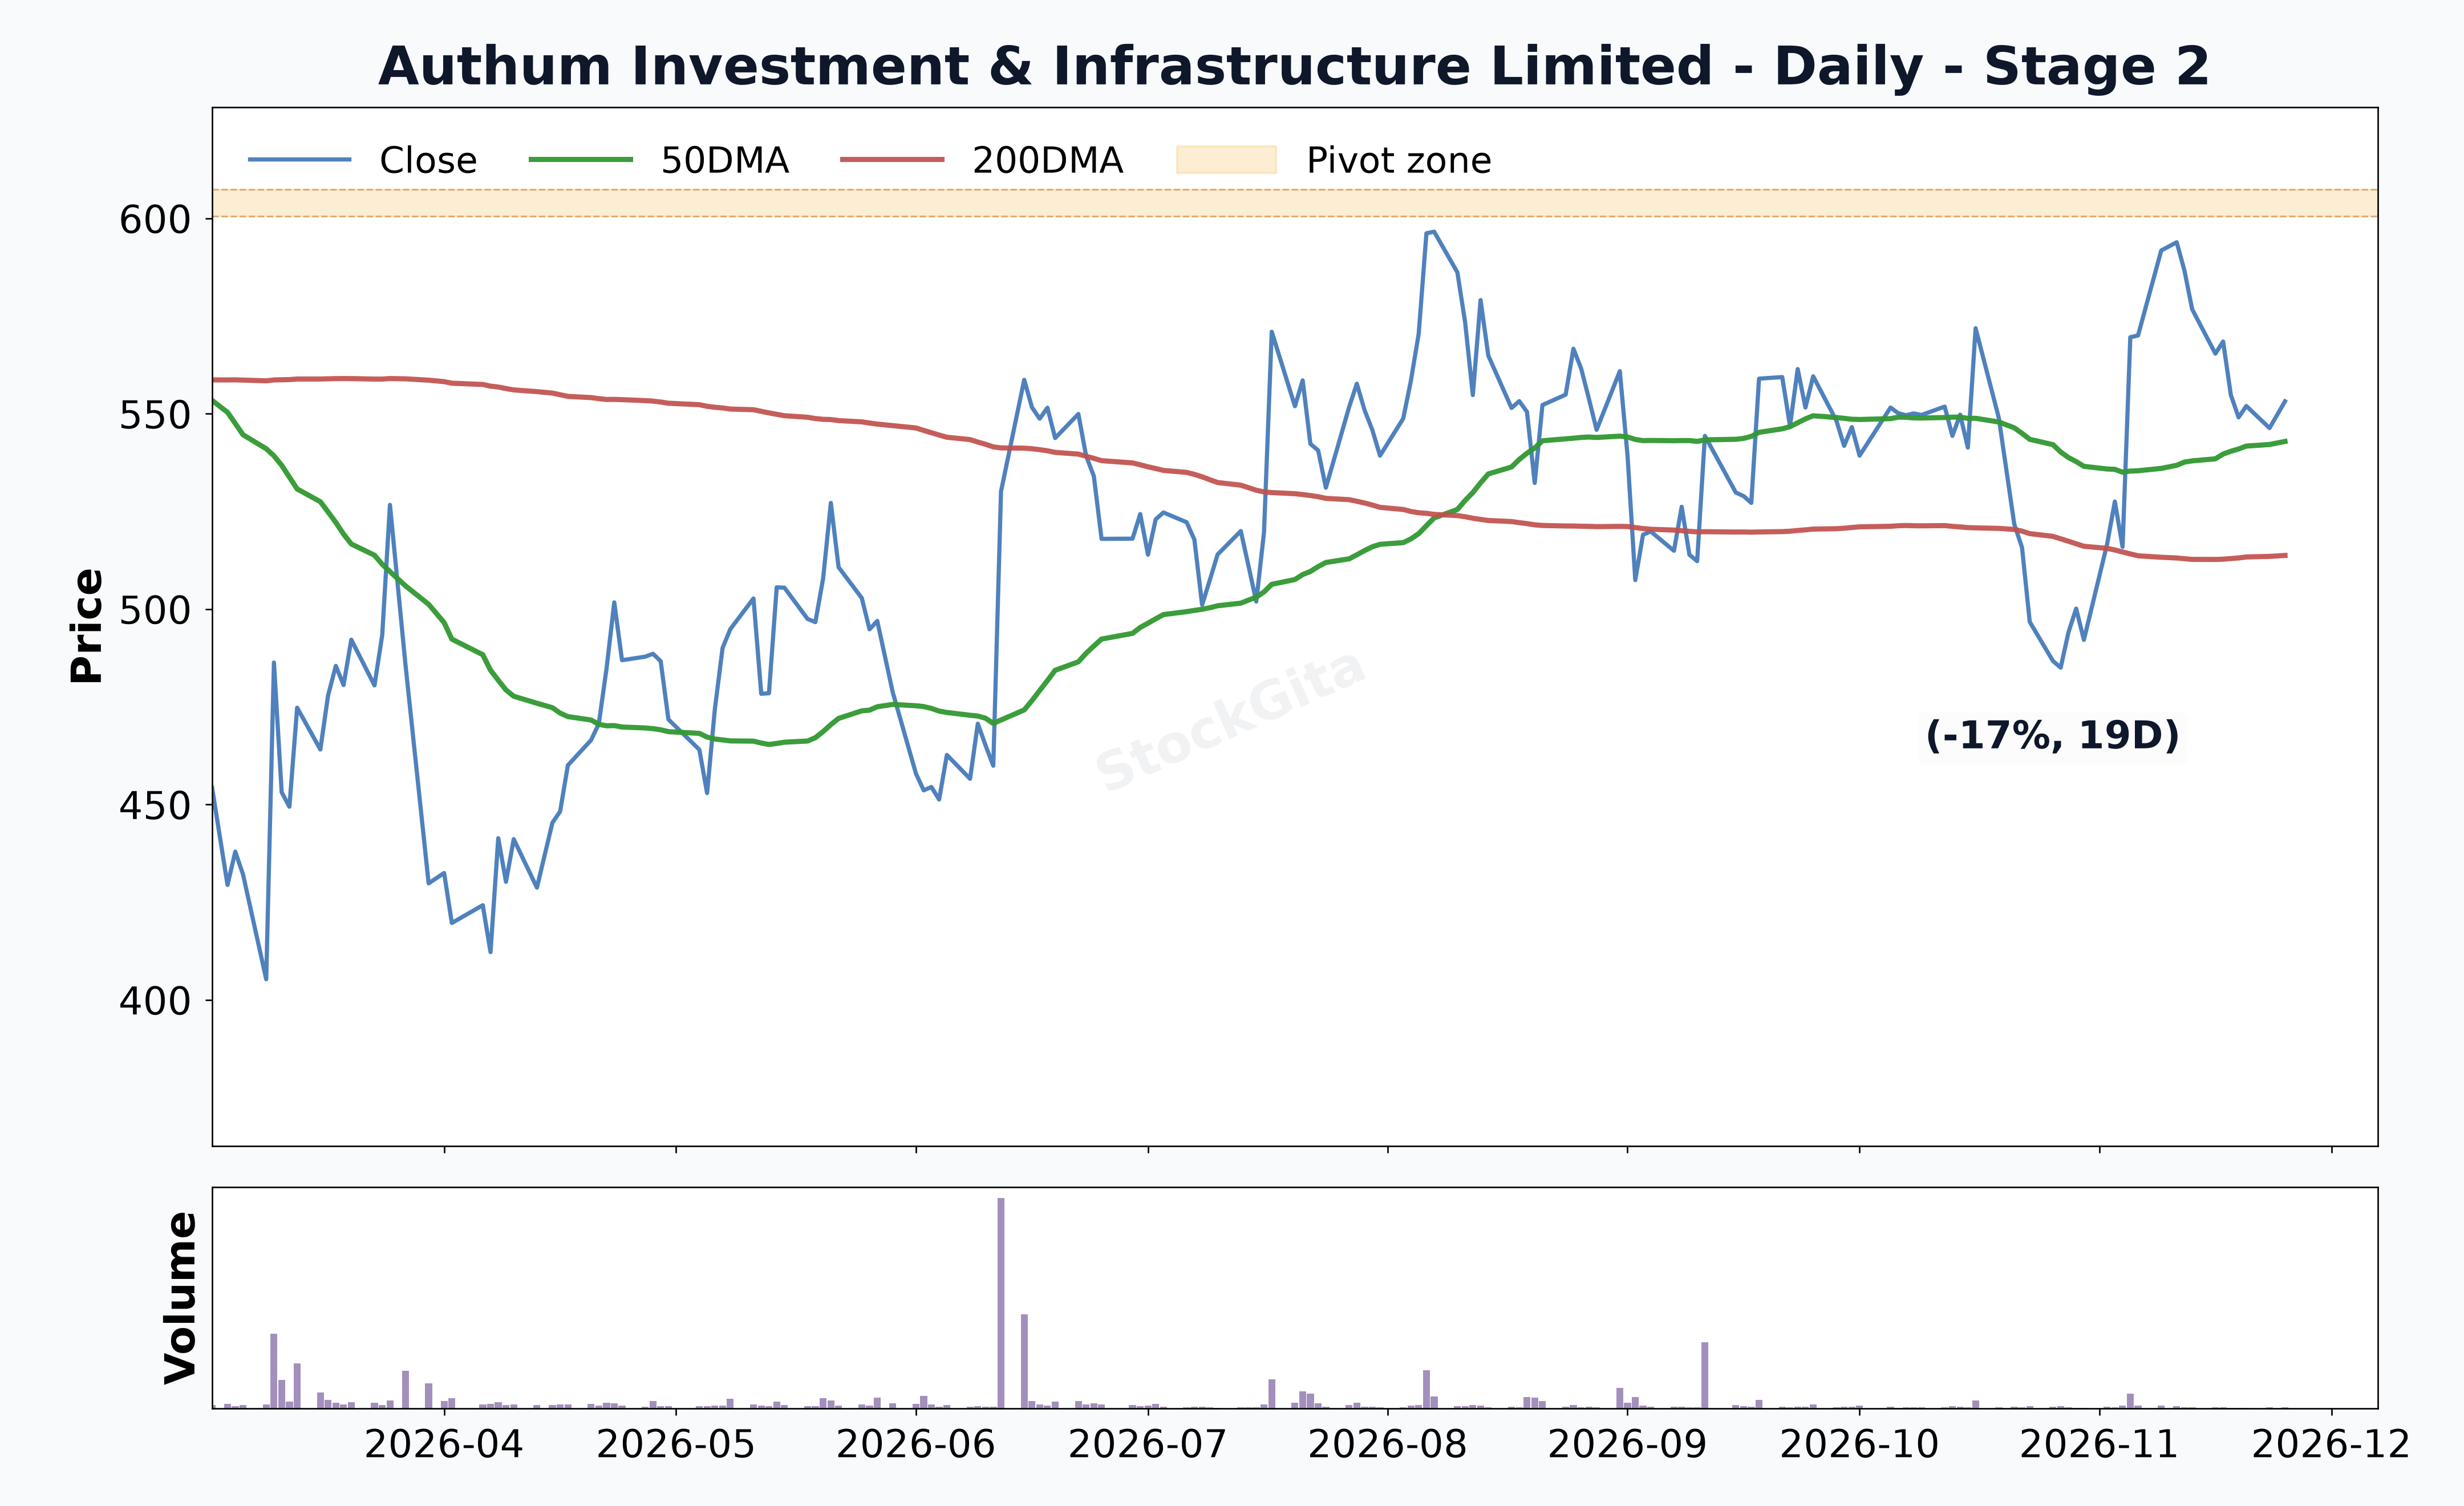 Authum Investment & Infrastructure Limited - Daily - Stage 2
Close 50DMA 200DMA Pivot zone
600
550
500
450
400
Price
StockGita
(-17%, 19D)
Volume
2026-04 2026-05 2026-06 2026-07 2026-08 2026-09 2026-10 2026-11 2026-12